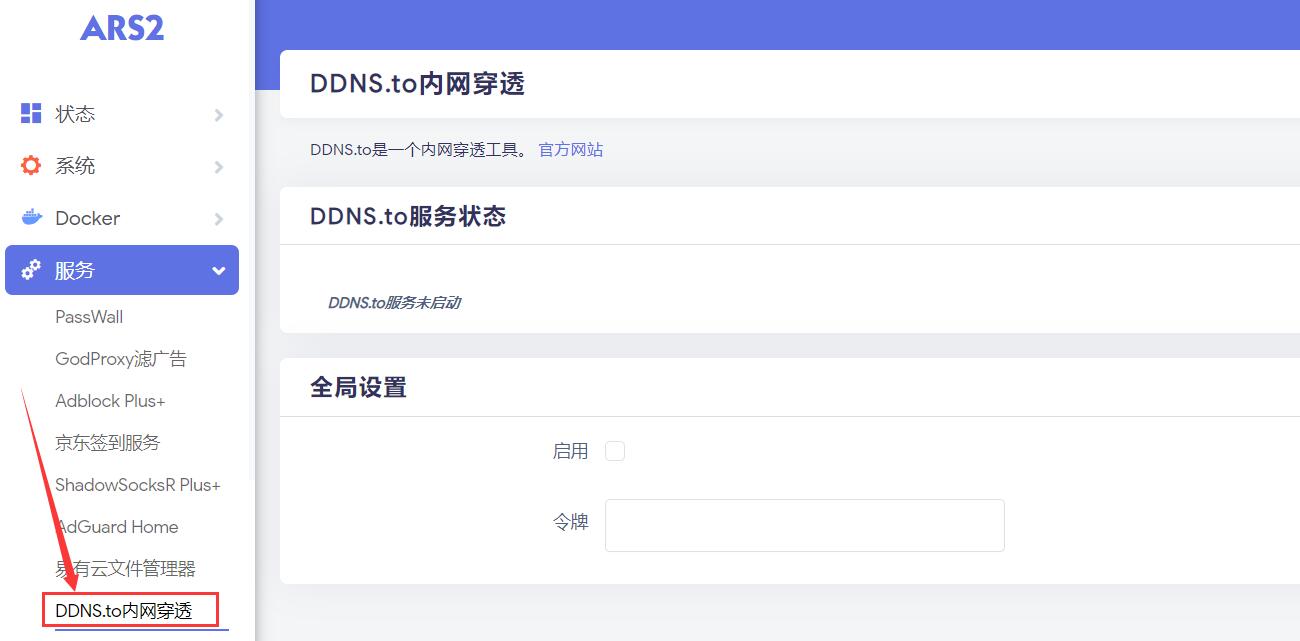 ARS2
状态
系统
Docker
服务
PassWall
GodProxy滤广告
Adblock Plus+
京东签到服务
ShadowSocksR Plus+
AdGuard Home
易有云文件管理器
DDNS.to内网穿透
DDNS.to内网穿透
DDNS.to是一个内网穿透工具。 官方网站
DDNS.to服务状态
DDNS.to服务未启动
全局设置
启用
令牌